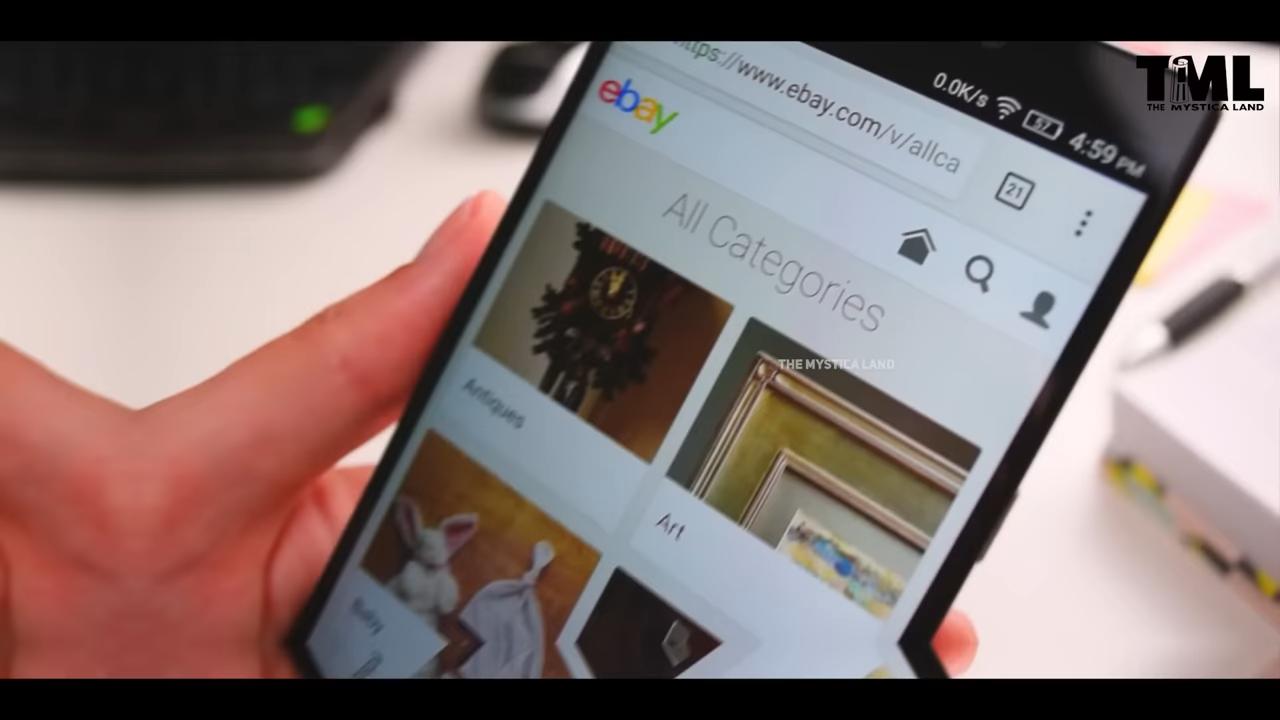 TML
THE MYSTICA LAND
0.0K/s 57 4:59 PM
https://www.ebay.com/v/allca
21
ebay
All Categories
THE MYSTICA LAND
Antiques
Art
Baby